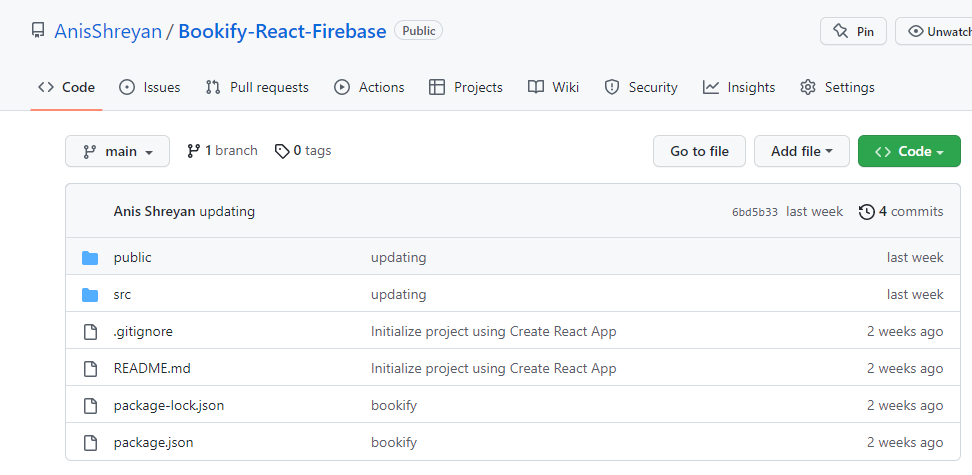 AnisShreyan / Bookify-React-Firebase Public Pin Unwatch
<> Code Issues Pull requests Actions Projects Wiki Security Insights Settings
main 1 branch 0 tags Go to file Add file <> Code
Anis Shreyan updating 6bd5b33 last week 4 commits
public updating last week
src updating last week
.gitignore Initialize project using Create React App 2 weeks ago
README.md Initialize project using Create React App 2 weeks ago
package-lock.json bookify 2 weeks ago
package.json bookify 2 weeks ago